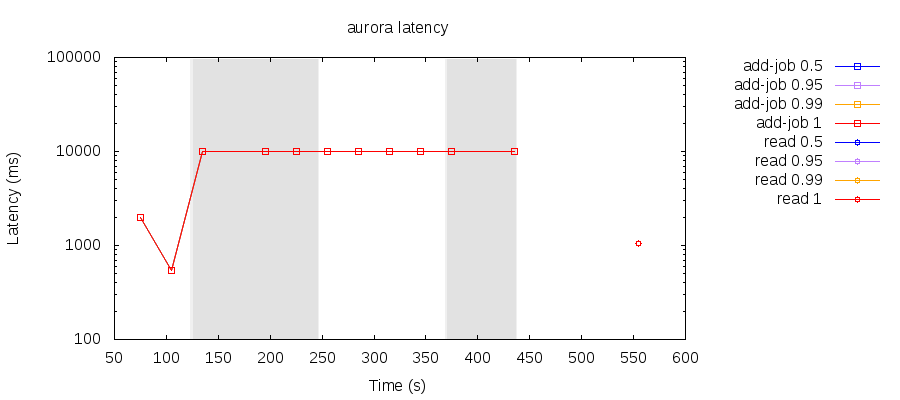 aurora latency
100000
10000
1000
100
Latency (ms)
50 100 150 200 250 300 350 400 450 500 550 600
Time (s)
add-job 0.5
add-job 0.95
add-job 0.99
add-job 1
read 0.5
read 0.95
read 0.99
read 1